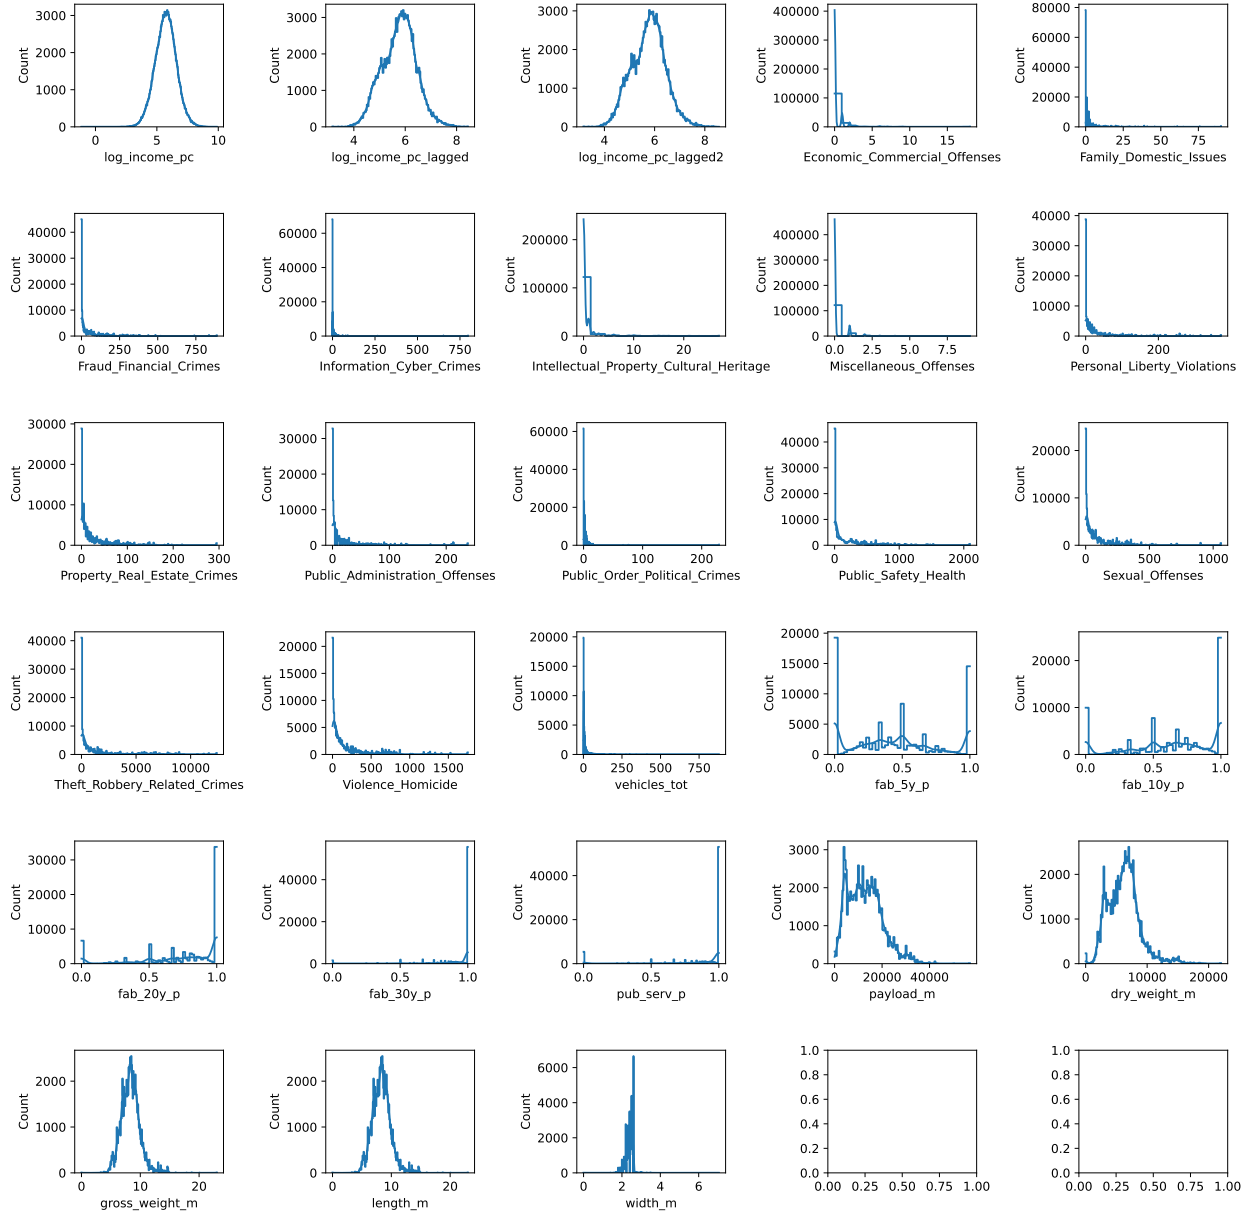 3000 2000 1000 0 Count 0 5 10 log_income_pc
3000 2000 1000 0 Count 4 6 8 log_income_pc_lagged
3000 2000 1000 0 Count 4 6 8 log_income_pc_lagged2
400000 300000 200000 100000 0 Count 0 5 10 15 Economic_Commercial_Offenses
80000 60000 40000 20000 0 Count 0 25 50 75 Family_Domestic_Issues
40000 30000 20000 10000 0 Count 0 250 500 750 Fraud_Financial_Crimes
60000 40000 20000 0 Count 0 250 500 750 Information_Cyber_Crimes
200000 100000 0 Count 0 10 20 Intellectual_Property_Cultural_Heritage
400000 300000 200000 100000 0 Count 0.0 2.5 5.0 7.5 Miscellaneous_Offenses
40000 30000 20000 10000 0 Count 0 200 Personal_Liberty_Violations
30000 20000 10000 0 Count 0 100 200 300 Property_Real_Estate_Crimes
30000 20000 10000 0 Count 0 100 200 Public_Administration_Offenses
60000 40000 20000 0 Count 0 100 200 Public_Order_Political_Crimes
40000 30000 20000 10000 0 Count 0 1000 2000 Public_Safety_Health
20000 10000 0 Count 0 500 1000 Sexual_Offenses
40000 30000 20000 10000 0 Count 0 5000 10000 Theft_Robbery_Related_Crimes
20000 15000 10000 5000 0 Count 0 500 1000 1500 Violence_Homicide
20000 15000 10000 5000 0 Count 0 250 500 750 vehicles_tot
20000 15000 10000 5000 0 Count 0.0 0.5 1.0 fab_5y_p
20000 10000 0 Count 0.0 0.5 1.0 fab_10y_p
30000 20000 10000 0 Count 0.0 0.5 1.0 fab_20y_p
40000 20000 0 Count 0.0 0.5 1.0 fab_30y_p
40000 20000 0 Count 0.0 0.5 1.0 pub_serv_p
3000 2000 1000 0 Count 0 20000 40000 payload_m
2000 1000 0 Count 0 10000 20000 dry_weight_m
2000 1000 0 Count 0 10 20 gross_weight_m
2000 1000 0 Count 0 10 20 length_m
6000 4000 2000 0 Count 0 2 4 6 width_m
1.0 0.8 0.6 0.4 0.2 0.0 Count 0.00 0.25 0.50 0.75 1.00
1.0 0.8 0.6 0.4 0.2 0.0 Count 0.00 0.25 0.50 0.75 1.00